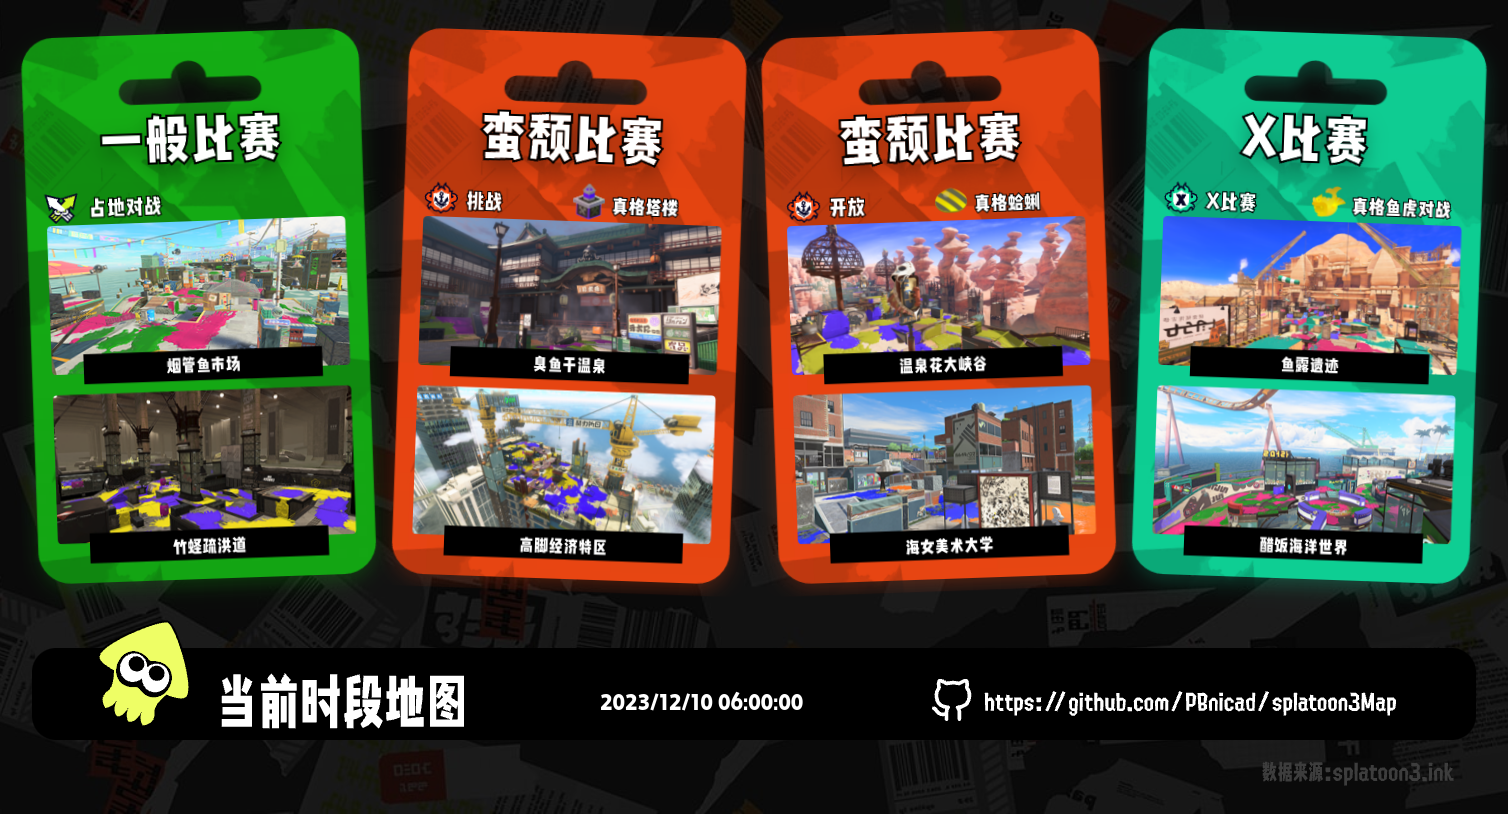 一般比赛
占地对战
烟管鱼市场
竹蛏疏洪道
蛮颓比赛
挑战
真格塔楼
臭鱼干温泉
高脚经济特区
蛮颓比赛
开放
真格蛤蜊
温泉花大峡谷
海女美术大学
X比赛
X比赛
真格鱼虎对战
鱼露遗迹
醋饭海洋世界
当前时段地图
2023/12/10 06:00:00
https://github.com/PBnicad/splatoon3Map
数据来源:splatoon3.ink